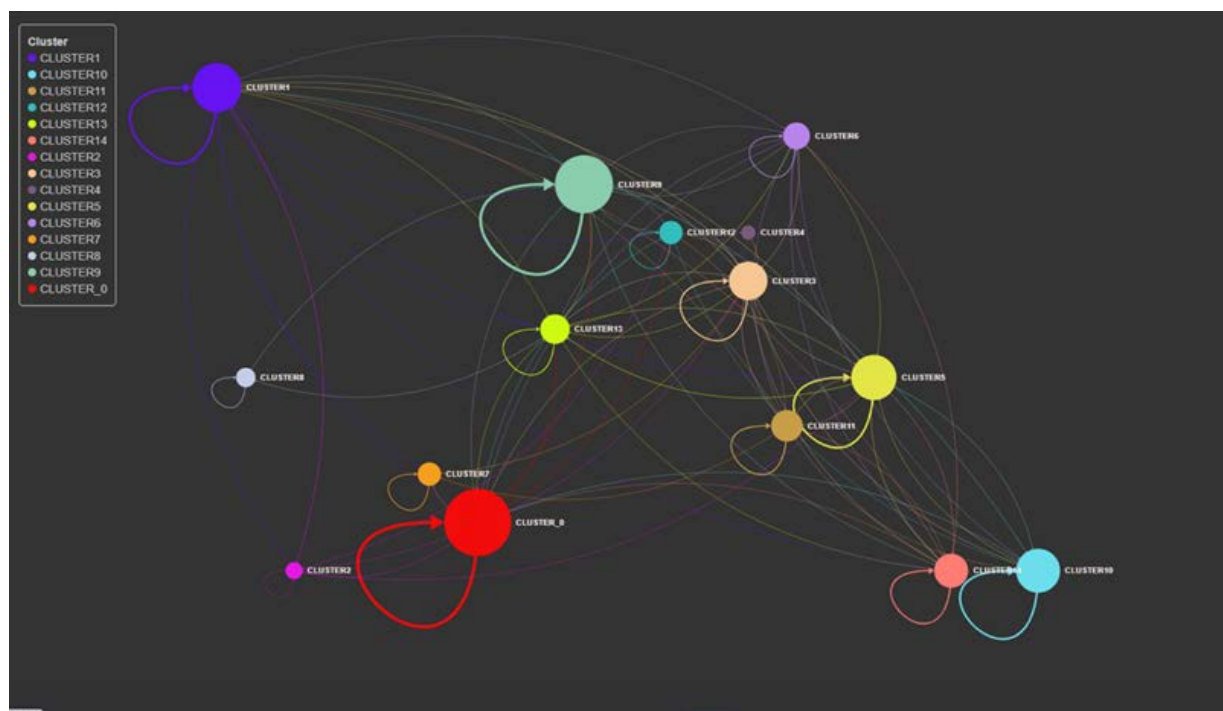 Cluster
CLUSTER1
CLUSTER10
CLUSTER11
CLUSTER12
CLUSTER13
CLUSTER14
CLUSTER2
CLUSTER3
CLUSTER4
CLUSTER5
CLUSTER6
CLUSTER7
CLUSTER8
CLUSTER9
CLUSTER_0
CLUSTER1
CLUSTER6
CLUSTER9
CLUSTER12
CLUSTER4
CLUSTER3
CLUSTER13
CLUSTER8
CLUSTER5
CLUSTER11
CLUSTER7
CLUSTER_0
CLUSTER2
CLUSTER14
CLUSTER10